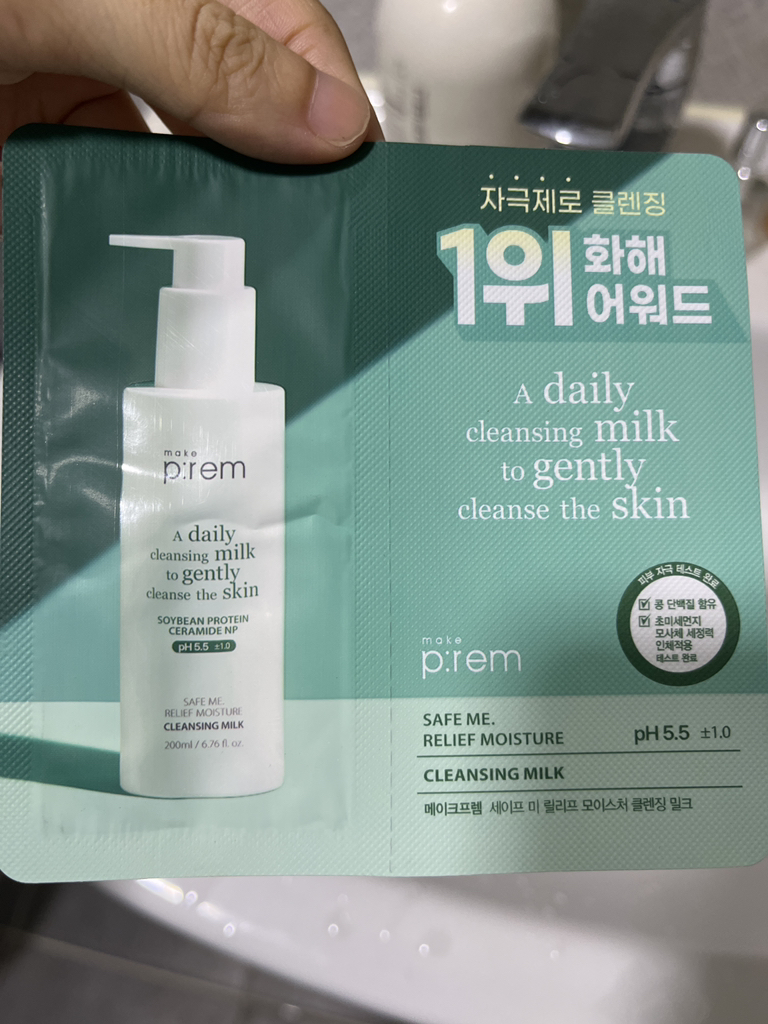 make
p:rem
A daily
cleansing milk
to gently
cleanse the skin
SOYBEAN PROTEIN
CERAMIDE NP
pH 5.5 ±1.0
SAFE ME.
RELIEF MOISTURE
CLEANSING MILK
200ml / 6.76 fl. oz.
자극제로 클렌징
1위 화해
어워드
A daily
cleansing milk
to gently
cleanse the skin
피부 자극 테스트 완료
콩 단백질 함유
초미세먼지
모사체 세정력
인체적용
테스트 완료
make
p:rem
SAFE ME.
RELIEF MOISTURE
pH 5.5 ±1.0
CLEANSING MILK
메이크프렘 세이프 미 릴리프 모이스처 클렌징 밀크